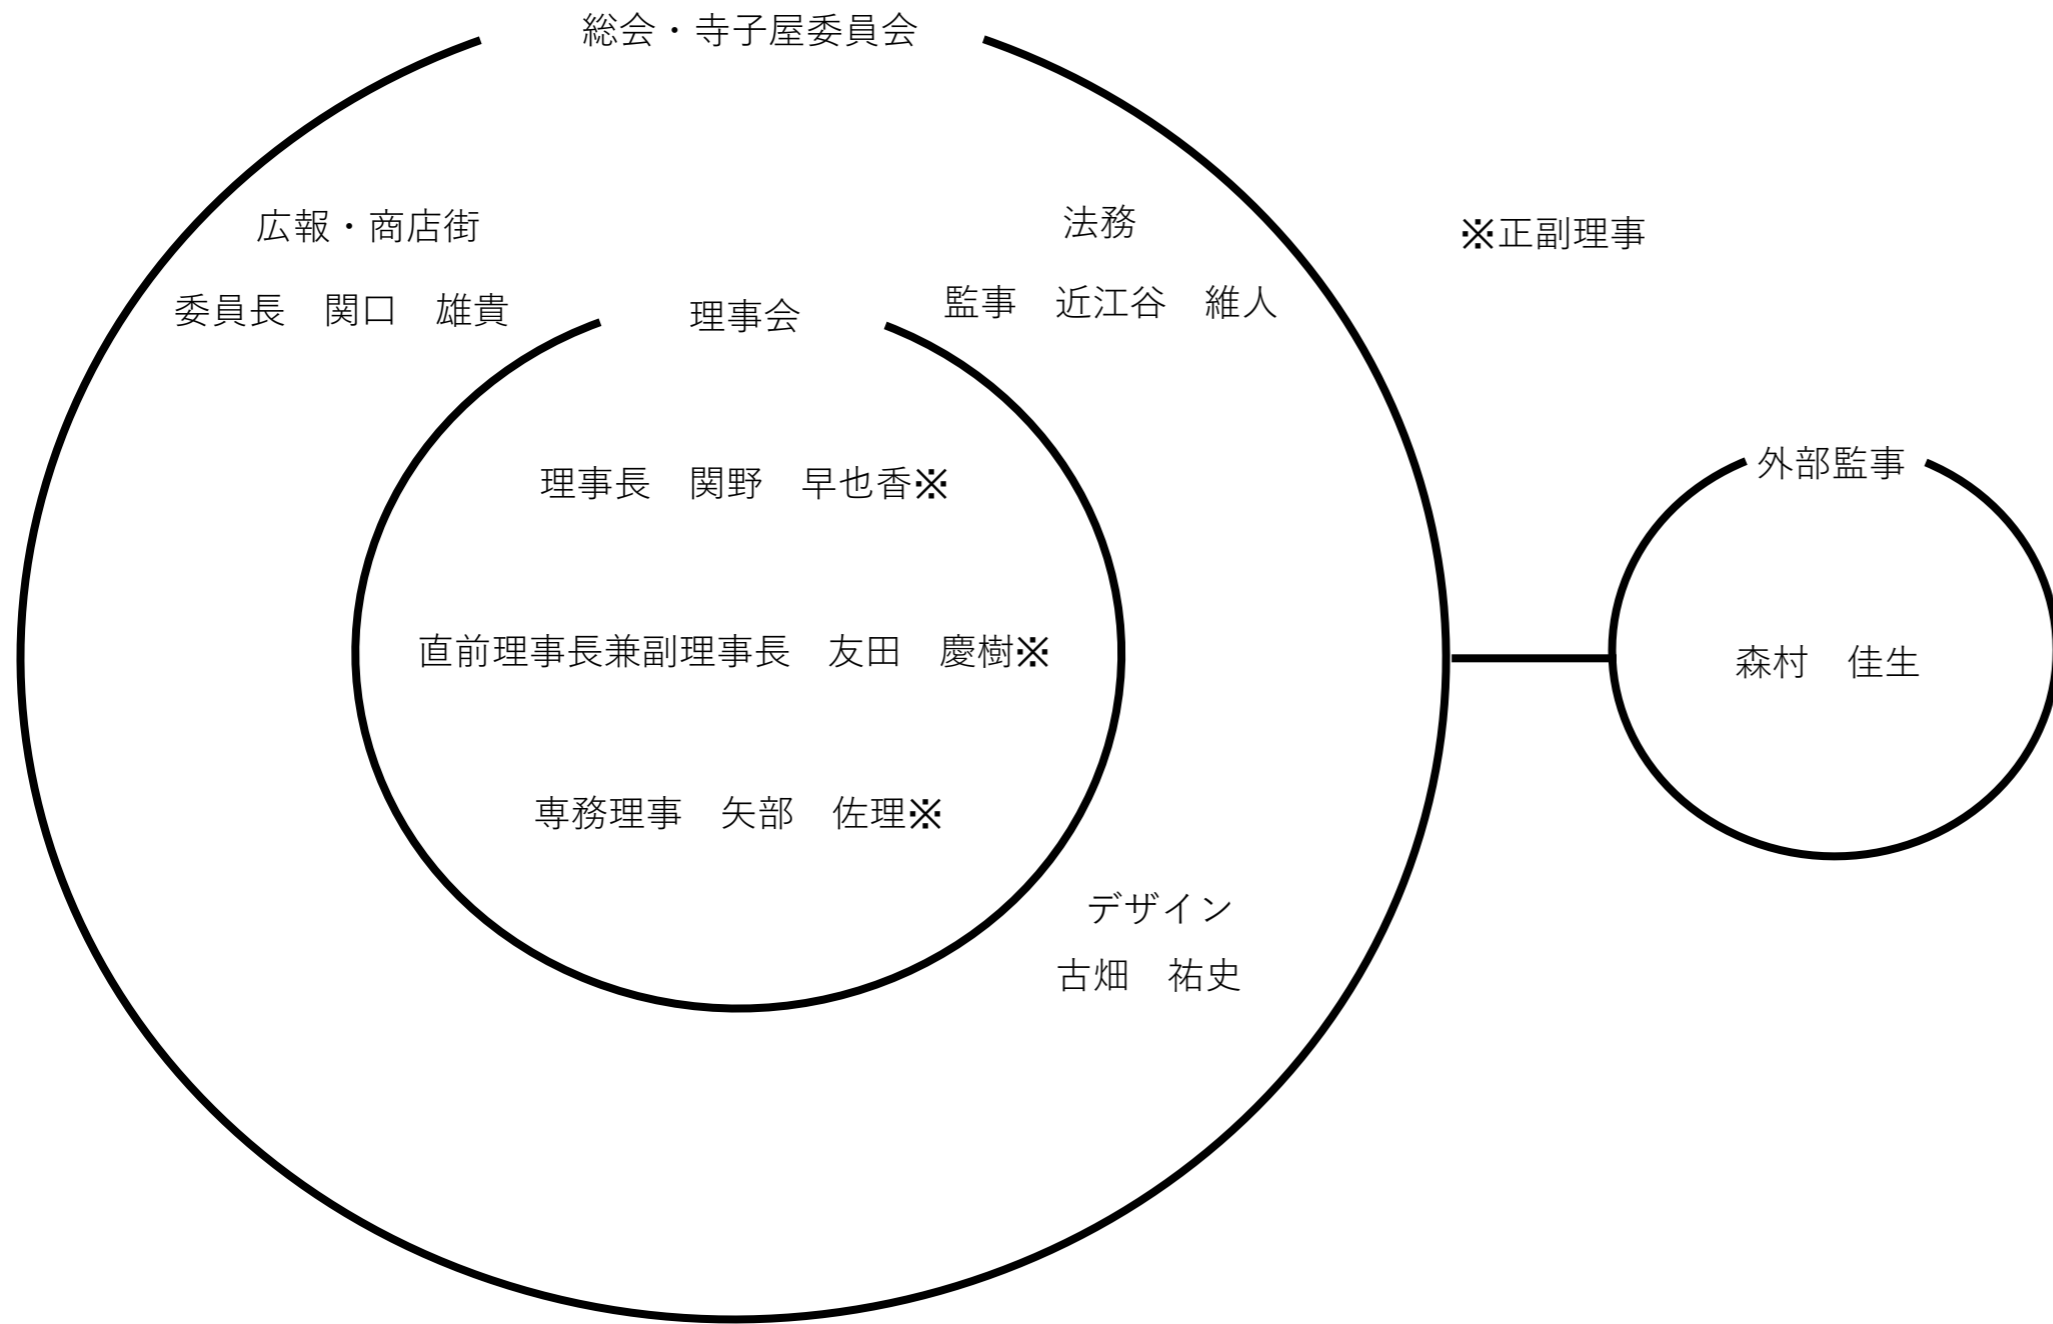 総会・寺子屋委員会
広報・商店街
委員長　関口　雄貴
法務
監事　近江谷　維人
※正副理事
理事会
理事長　関野　早也香※
直前理事長兼副理事長　友田　慶樹※
専務理事　矢部　佐理※
デザイン
古畑　祐史
外部監事
森村　佳生